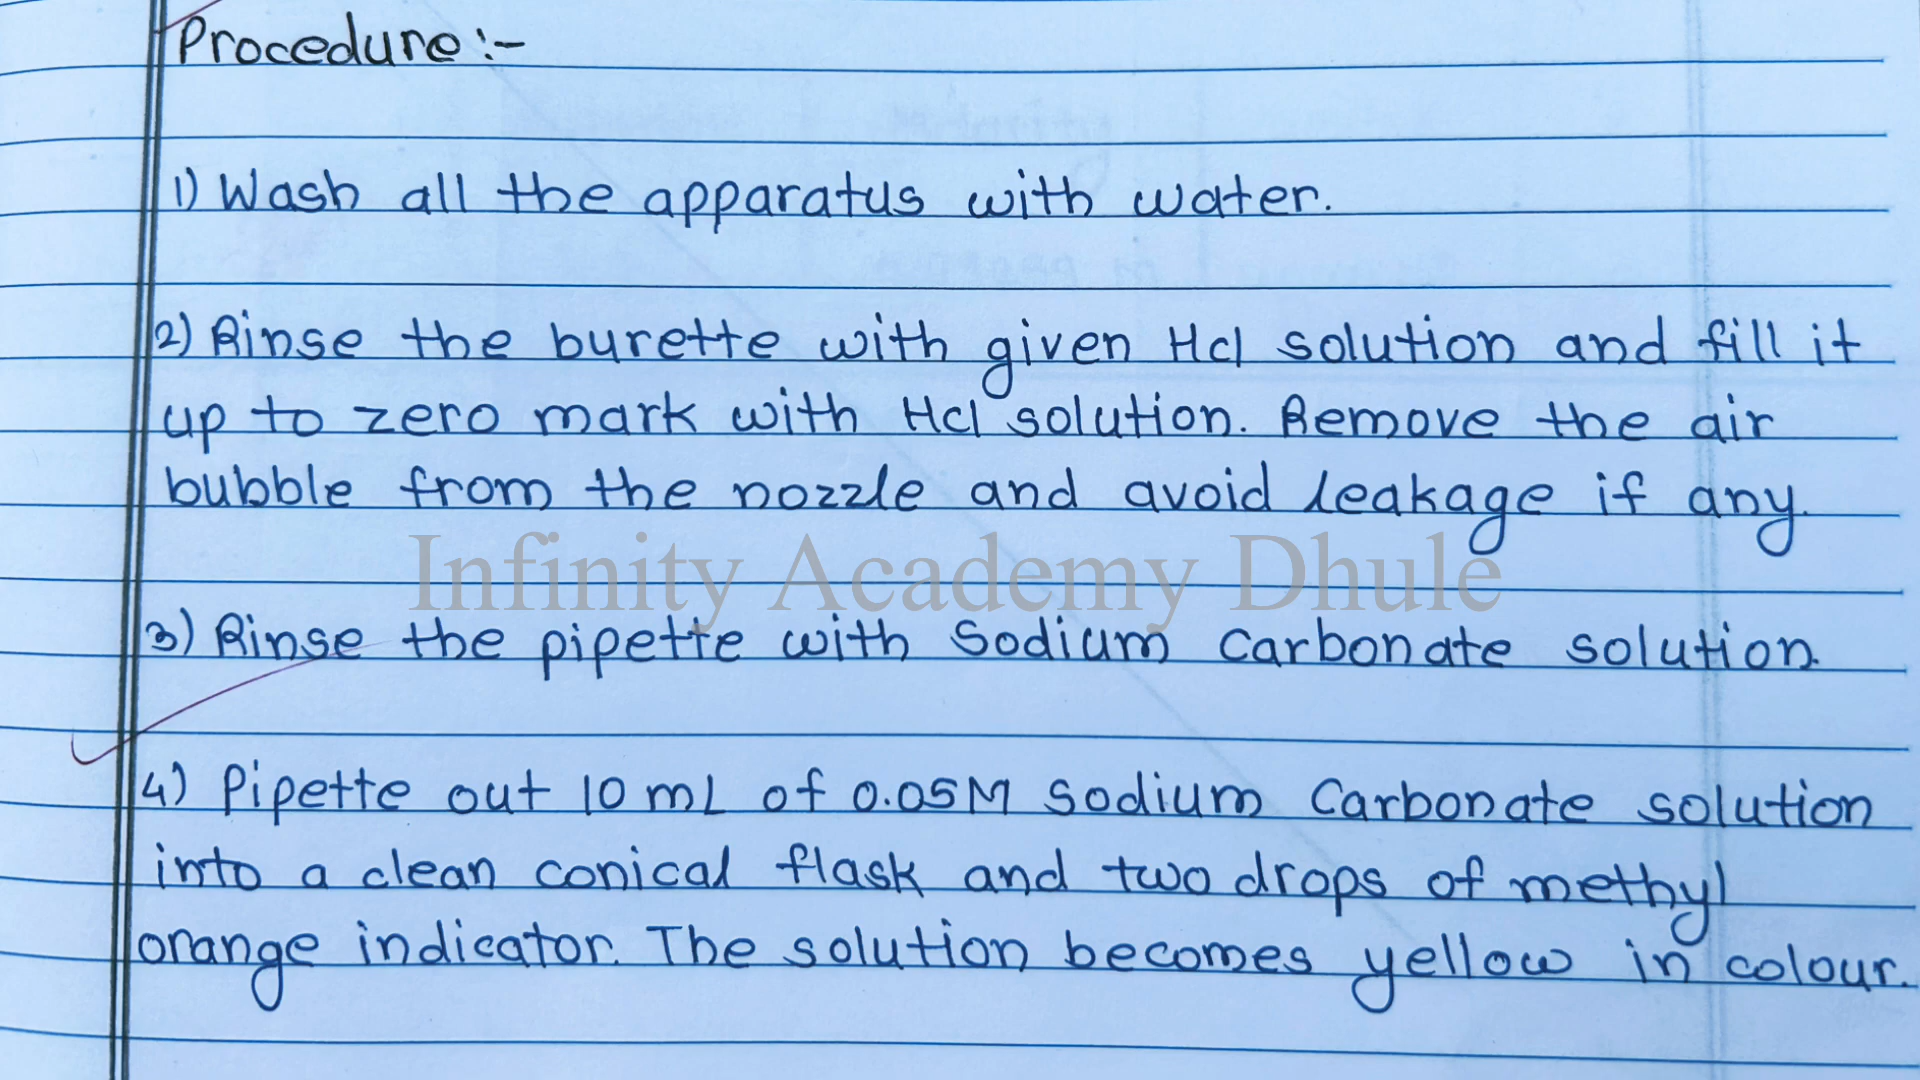 Procedure :-
1) Wash all the apparatus with water.
2) Rinse the burette with given Hcl solution and fill it
up to zero mark with Hcl solution. Remove the air
bubble from the nozzle and avoid leakage if any.
Infinity Academy Dhule
3) Rinse the pipette with Sodium Carbonate solution.
4) Pipette out 10 mL of 0.05M Sodium Carbonate solution
into a clean conical flask and two drops of methyl
orange indicator. The solution becomes yellow in colour.